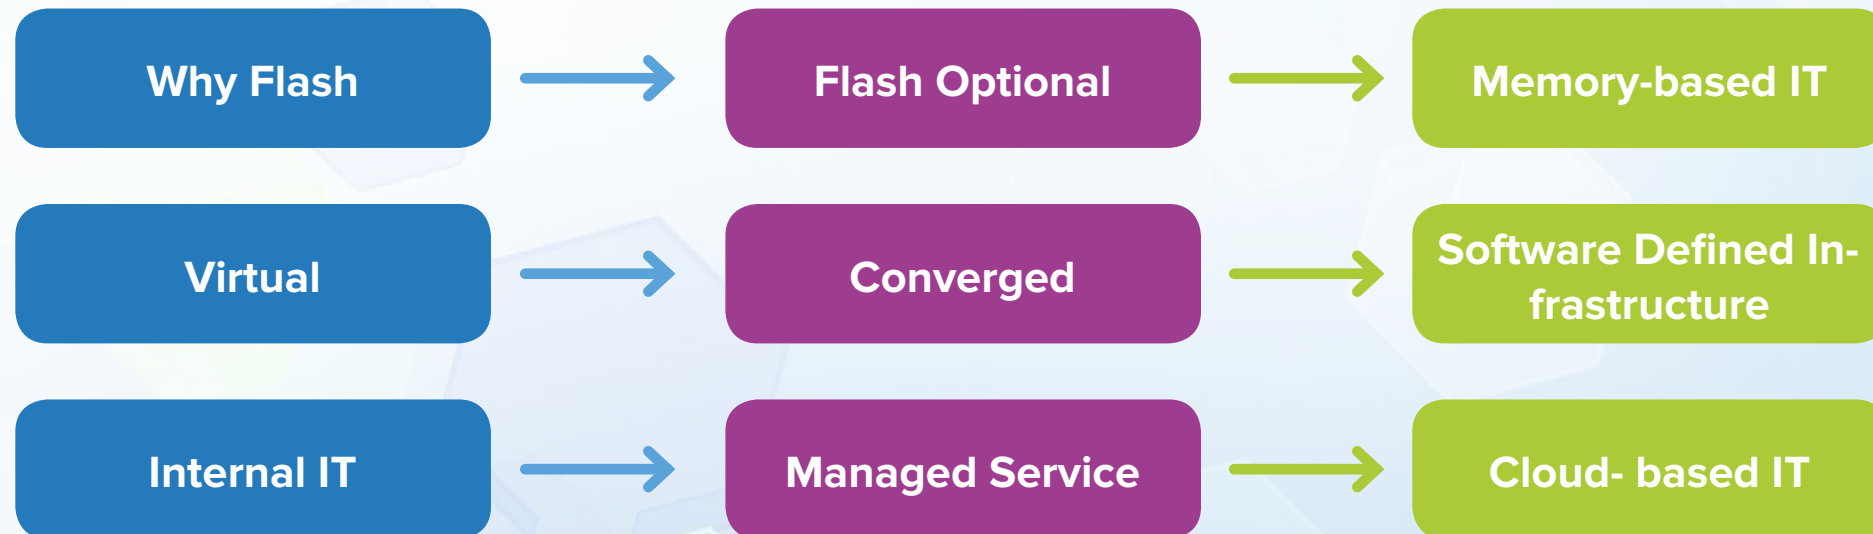 Why Flash
Flash Optional
Memory-based IT
Virtual
Converged
Software Defined In-
frastructure
Internal IT
Managed Service
Cloud- based IT